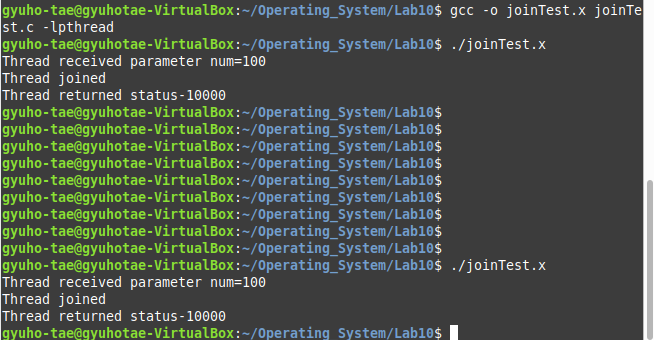 gyuho-tae@gyuhotae-VirtualBox:~/Operating_System/Lab10$ gcc -o joinTest.x joinTe
st.c -lpthread
gyuho-tae@gyuhotae-VirtualBox:~/Operating_System/Lab10$ ./joinTest.x
Thread received parameter num=100
Thread joined
Thread returned status-10000
gyuho-tae@gyuhotae-VirtualBox:~/Operating_System/Lab10$
gyuho-tae@gyuhotae-VirtualBox:~/Operating_System/Lab10$
gyuho-tae@gyuhotae-VirtualBox:~/Operating_System/Lab10$
gyuho-tae@gyuhotae-VirtualBox:~/Operating_System/Lab10$
gyuho-tae@gyuhotae-VirtualBox:~/Operating_System/Lab10$
gyuho-tae@gyuhotae-VirtualBox:~/Operating_System/Lab10$
gyuho-tae@gyuhotae-VirtualBox:~/Operating_System/Lab10$
gyuho-tae@gyuhotae-VirtualBox:~/Operating_System/Lab10$
gyuho-tae@gyuhotae-VirtualBox:~/Operating_System/Lab10$
gyuho-tae@gyuhotae-VirtualBox:~/Operating_System/Lab10$ ./joinTest.x
Thread received parameter num=100
Thread joined
Thread returned status-10000
gyuho-tae@gyuhotae-VirtualBox:~/Operating_System/Lab10$